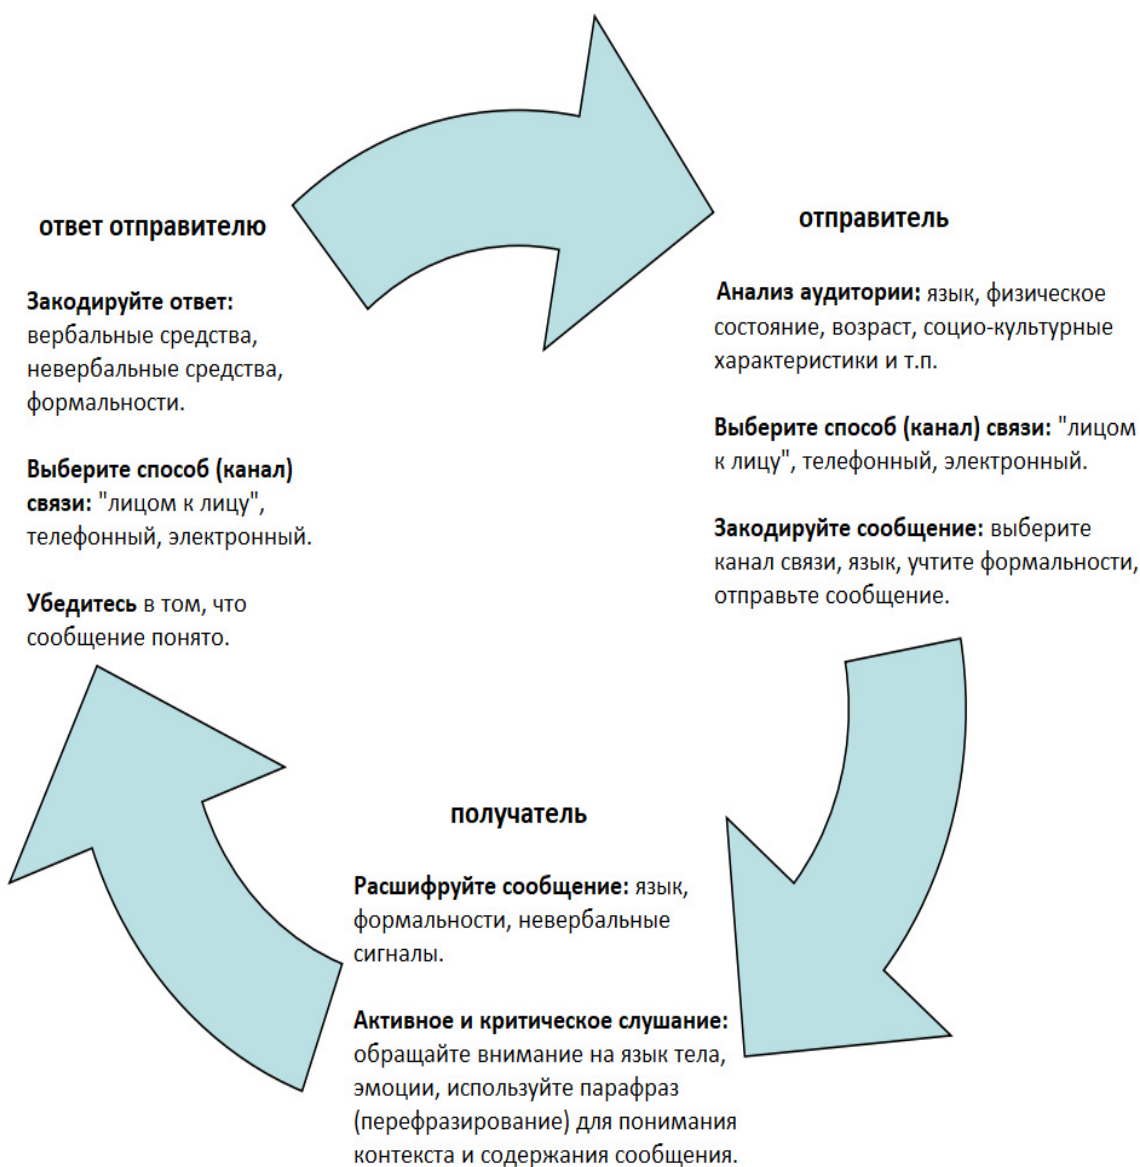 ответ отправителю
Закодируйте ответ:
вербальные средства,
невербальные средства,
формальности.
Выберите способ (канал)
связи: "лицом к лицу",
телефонный, электронный.
Убедитесь в том, что
сообщение понято.
отправитель
Анализ аудитории: язык, физическое
состояние, возраст, социо-культурные
характеристики и т.п.
Выберите способ (канал) связи: "лицом
к лицу", телефонный, электронный.
Закодируйте сообщение: выберите
канал связи, язык, учтите формальности,
отправьте сообщение.
получатель
Расшифруйте сообщение: язык,
формальности, невербальные
сигналы.
Активное и критическое слушание:
обращайте внимание на язык тела,
эмоции, используйте парафраз
(перефразирование) для понимания
контекста и содержания сообщения.